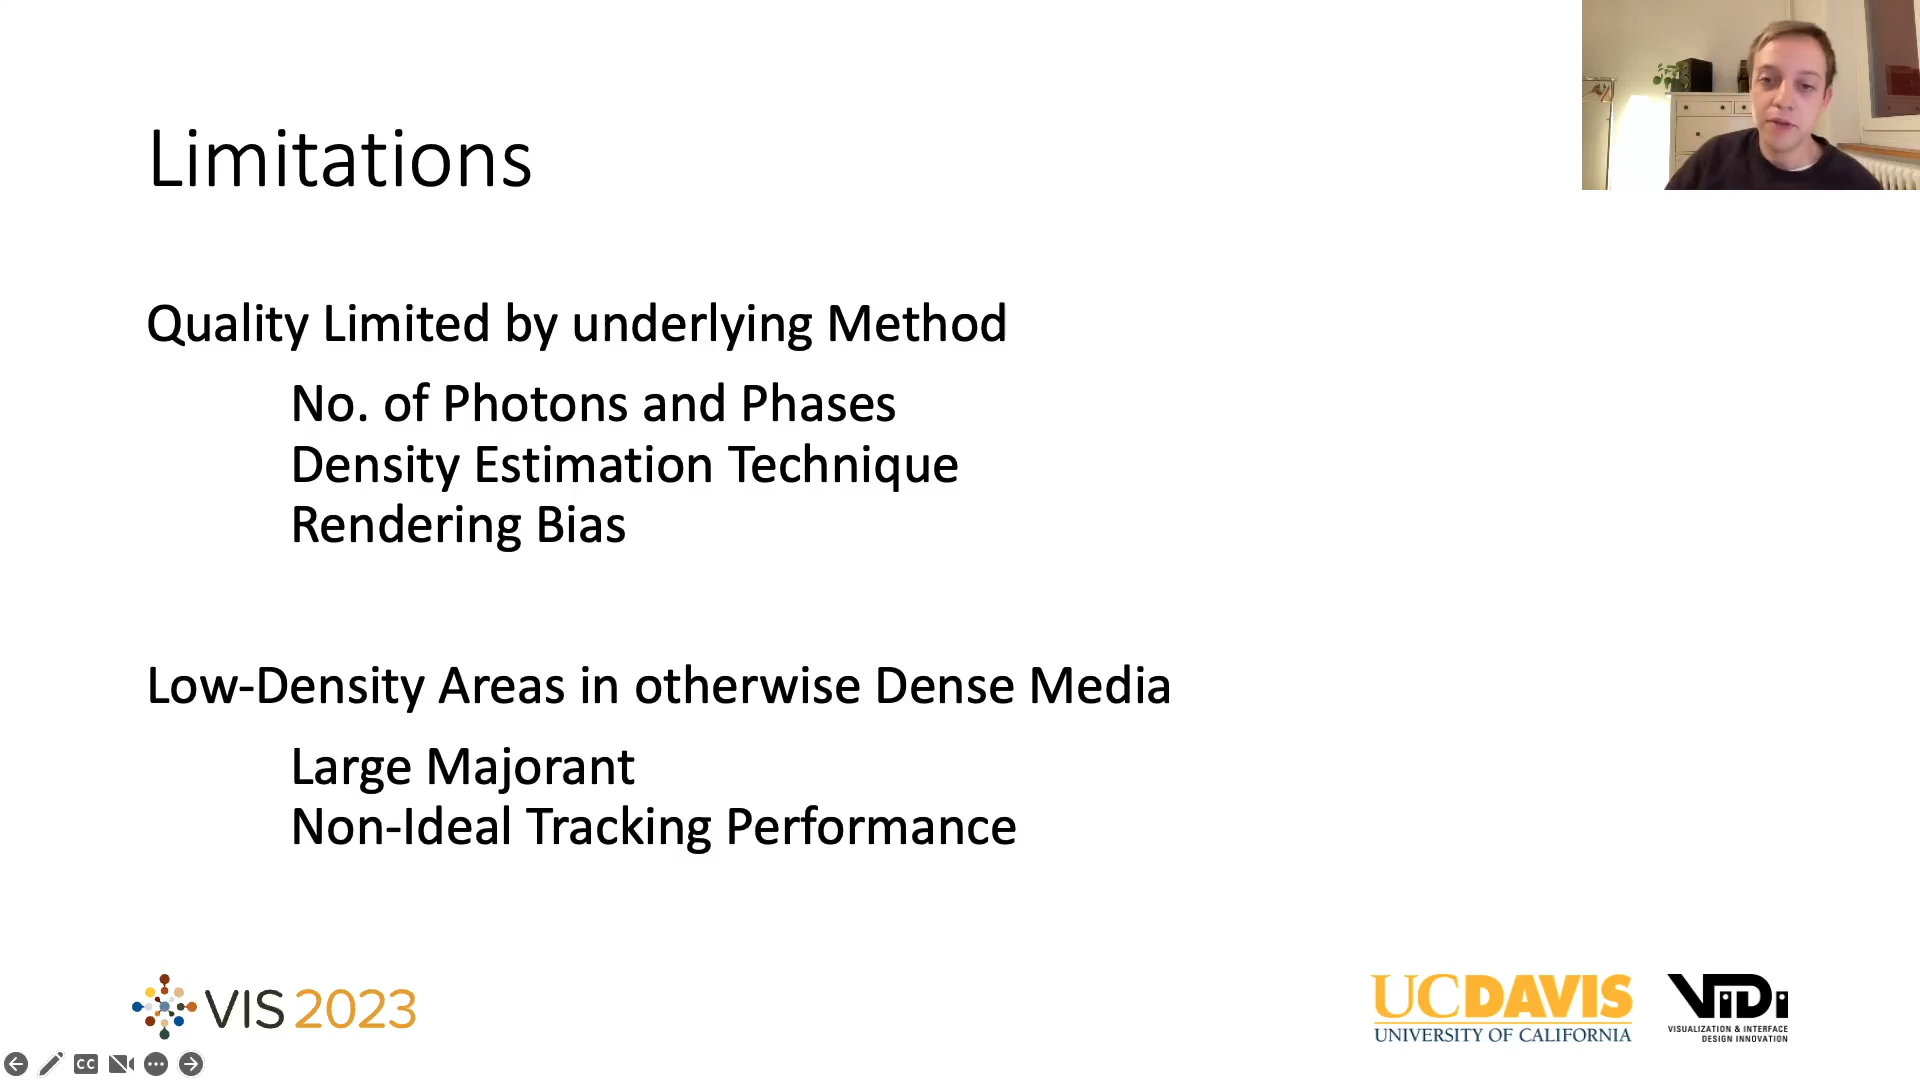 Limitations
Quality Limited by underlying Method
No. of Photons and Phases
Density Estimation Technique
Rendering Bias
Low-Density Areas in otherwise Dense Media
Large Majorant
Non-Ideal Tracking Performance
VIS 2023
UCDAVIS
UNIVERSITY OF CALIFORNIA
ViDi
VISUALIZATION & INTERFACE
DESIGN INNOVATION
CC